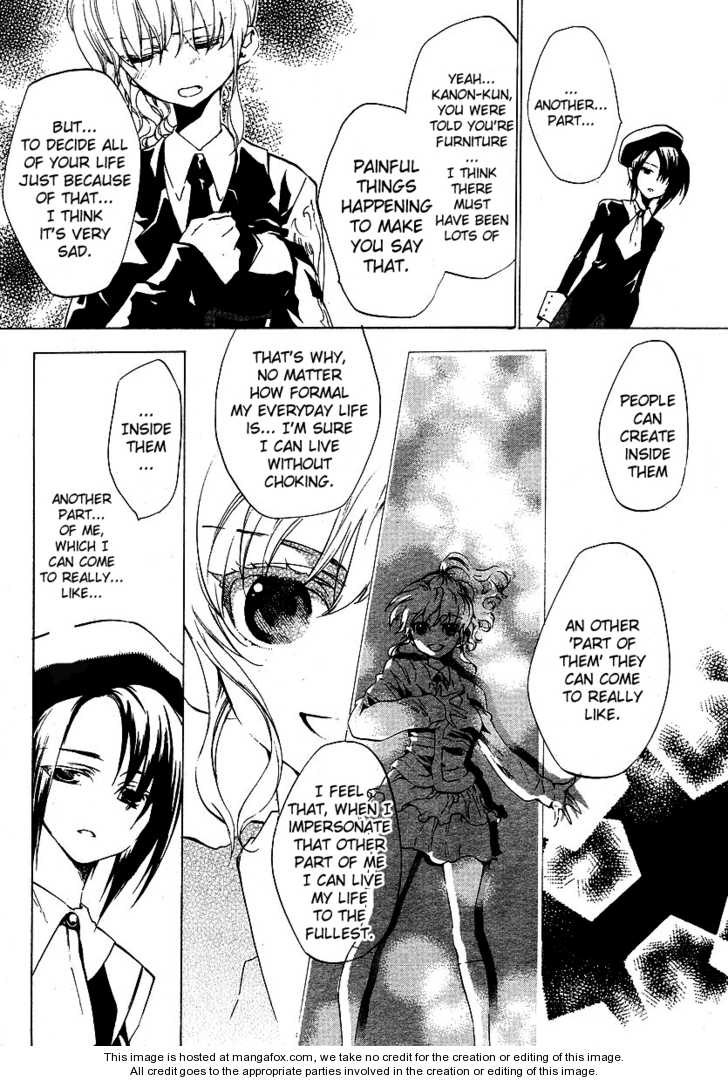 ...
ANOTHER...
PART...
YEAH...
KANON-KUN,
YOU WERE
TOLD YOU'RE
FURNITURE
...
I THINK
THERE
MUST
HAVE BEEN
LOTS OF
PAINFUL
THINGS
HAPPENING
TO MAKE
YOU SAY
THAT.
BUT...
TO DECIDE ALL
OF YOUR LIFE
JUST BECAUSE
OF THAT...
I THINK
IT'S VERY
SAD.
PEOPLE
CAN
CREATE
INSIDE
THEM
AN OTHER
'PART OF
THEM' THEY
CAN COME
TO REALLY
LIKE.
THAT'S WHY,
NO MATTER
HOW FORMAL
MY EVERYDAY LIFE
IS... I'M SURE
I CAN LIVE
WITHOUT
CHOKING.
I FEEL
THAT, WHEN I
IMPERSONATE
THAT OTHER
PART OF ME
I CAN LIVE
MY LIFE
TO THE
FULLEST.
...
INSIDE
THEM
...
ANOTHER
PART...
OF ME,
WHICH I
CAN COME
TO REALLY...
LIKE...
This image is hosted at mangafox.com, we take no credit for the creation or editing of this image.
All credit goes to the appropriate parties involved in the creation or editing of this image.